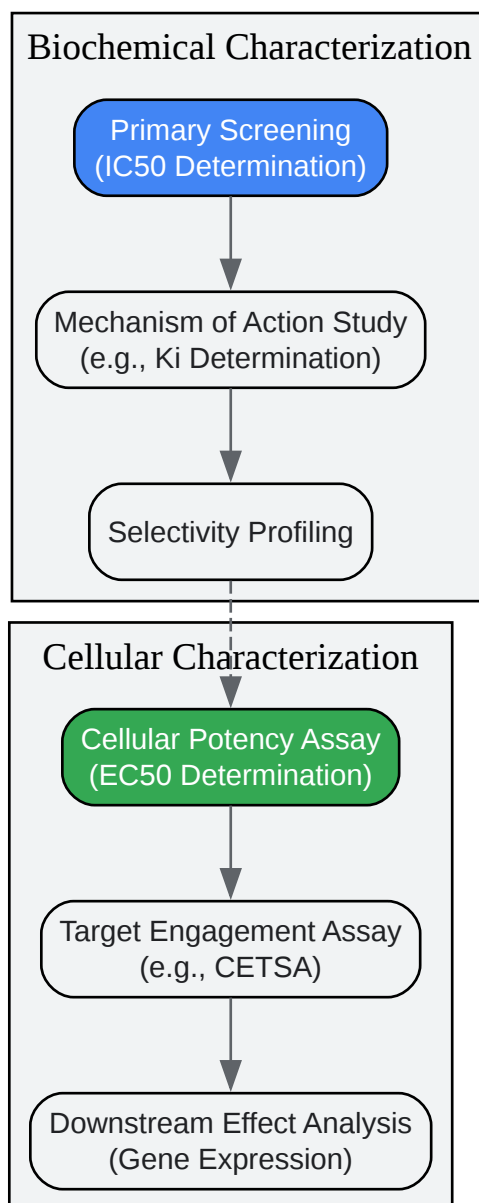 Biochemical Characterization
Primary Screening
(IC50 Determination)
Mechanism of Action Study
(e.g., Ki Determination)
Selectivity Profiling
Cellular Characterization
Cellular Potency Assay
(EC50 Determination)
Target Engagement Assay
(e.g., CETSA)
Downstream Effect Analysis
(Gene Expression)